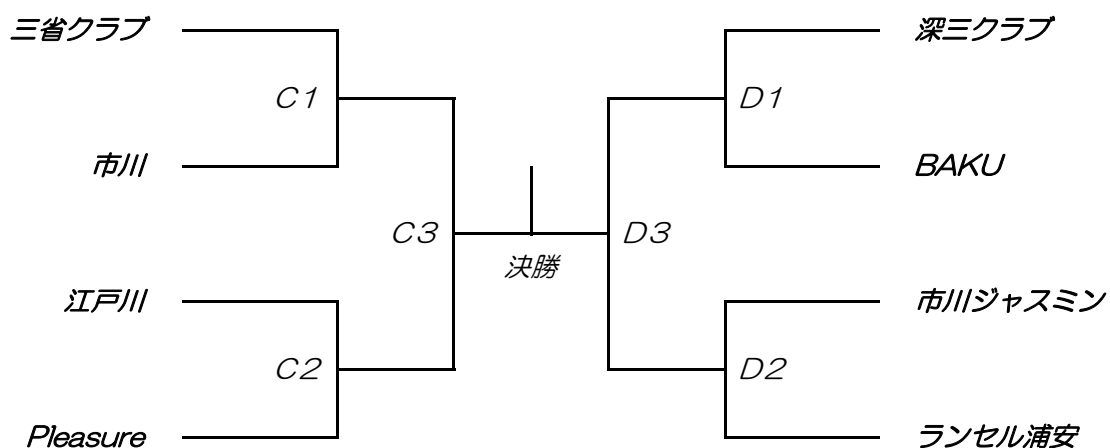 三省クラブ
深三クラブ
C1
D1
市川
BAKU
C3
D3
決勝
江戸川
市川ジャスミン
C2
D2
Pleasure
ランセル浦安